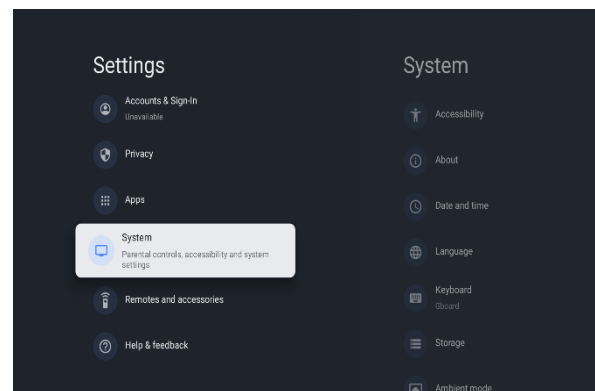 Settings
Accounts & Sign-In
Unavailable
Privacy
Apps
System
Parental controls, accessibility and system
settings
Remotes and accessories
Help & feedback
System
Accessibility
About
Date and time
Language
Keyboard
Gboard
Storage
Ambient mode